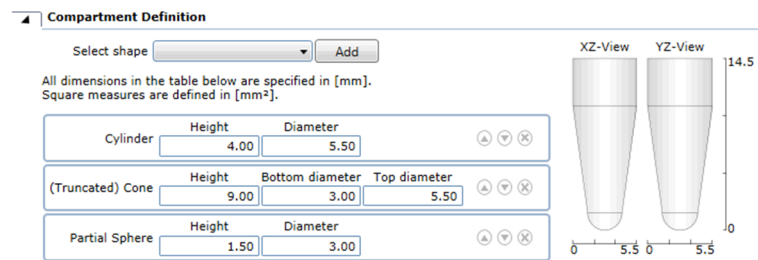 Compartment Definition
Select shape Add
All dimensions in the table below are specified in [mm].
Square measures are defined in [mm²].
Height Diameter
Cylinder 4.00 5.50
Height Bottom diameter Top diameter
(Truncated) Cone 9.00 3.00 5.50
Height Diameter
Partial Sphere 1.50 3.00
XZ-View YZ-View
14.5
0
0 5.5 0 5.5